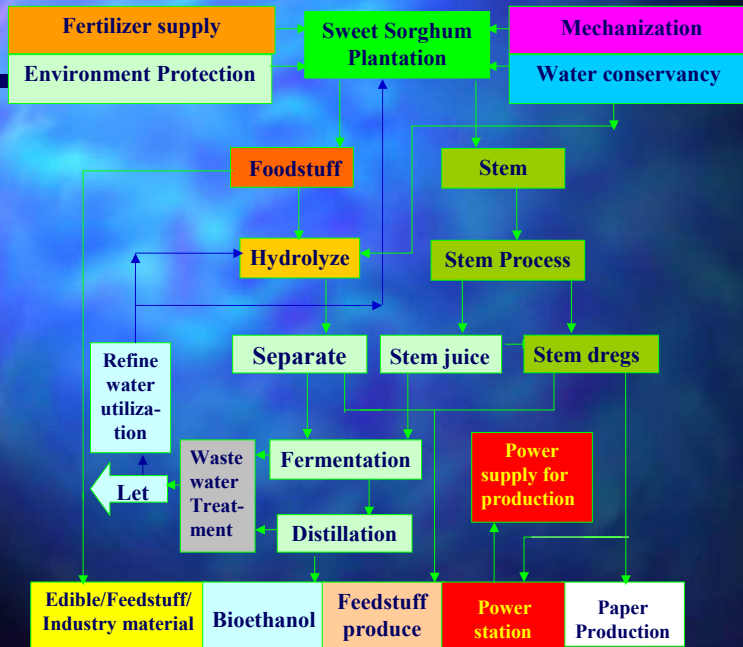 Fertilizer supply
Sweet Sorghum
Plantation
Mechanization
Environment Protection
Water conservancy
Foodstuff
Stem
Hydrolyze
Stem Process
Separate
Stem juice
Stem dregs
Refine
water
utiliza-
tion
Let
Waste
water
Treat-
ment
Fermentation
Distillation
Power
supply for
production
Edible/Feedstuff/
Industry material
Bioethanol
Feedstuff
produce
Power
station
Paper
Production